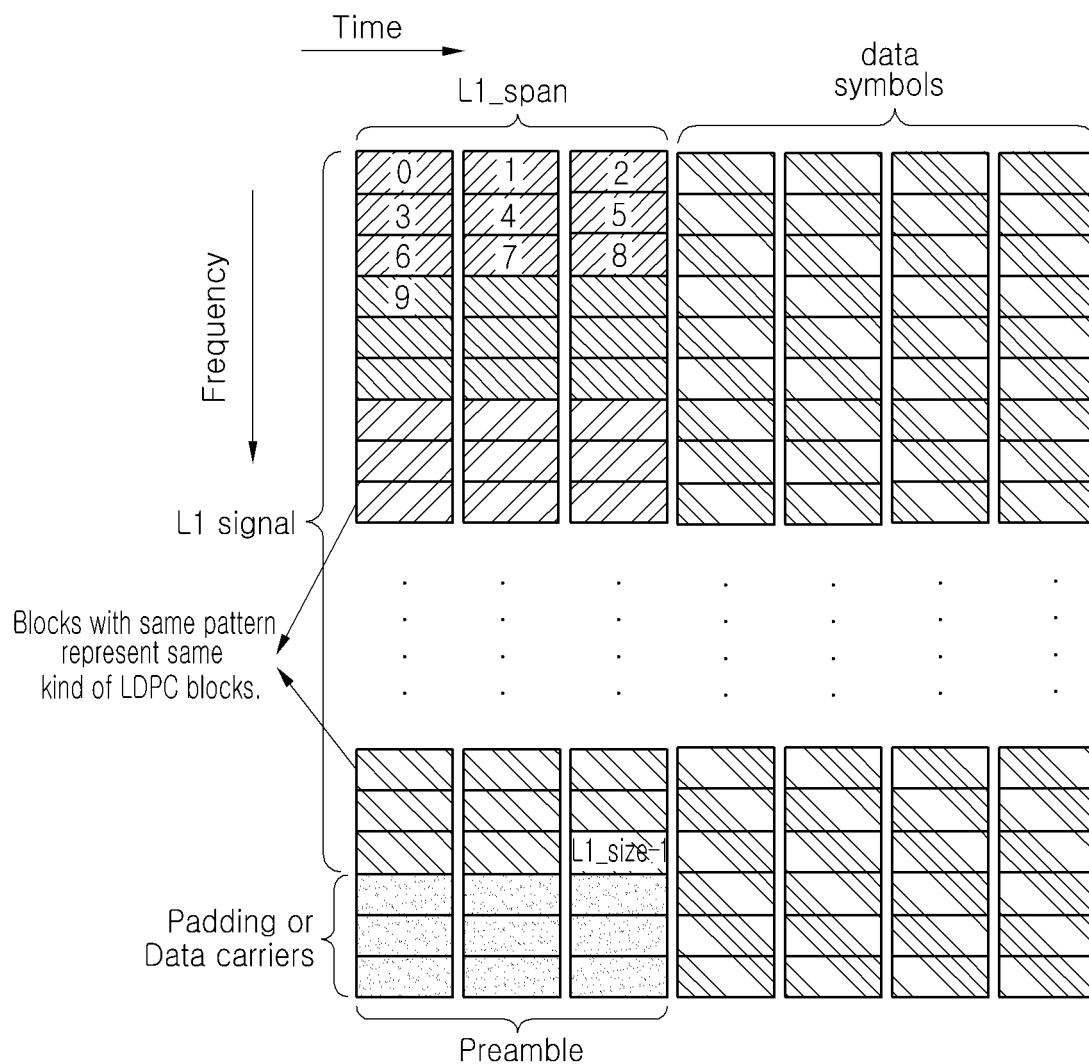 Time
L1_span
data
symbols
0 1 2
3 4 5
6 7 8
9
Frequency
L1 signal
Blocks with same pattern
represent same
kind of LDPC blocks.
L1_size-1
Padding or
Data carriers
Preamble